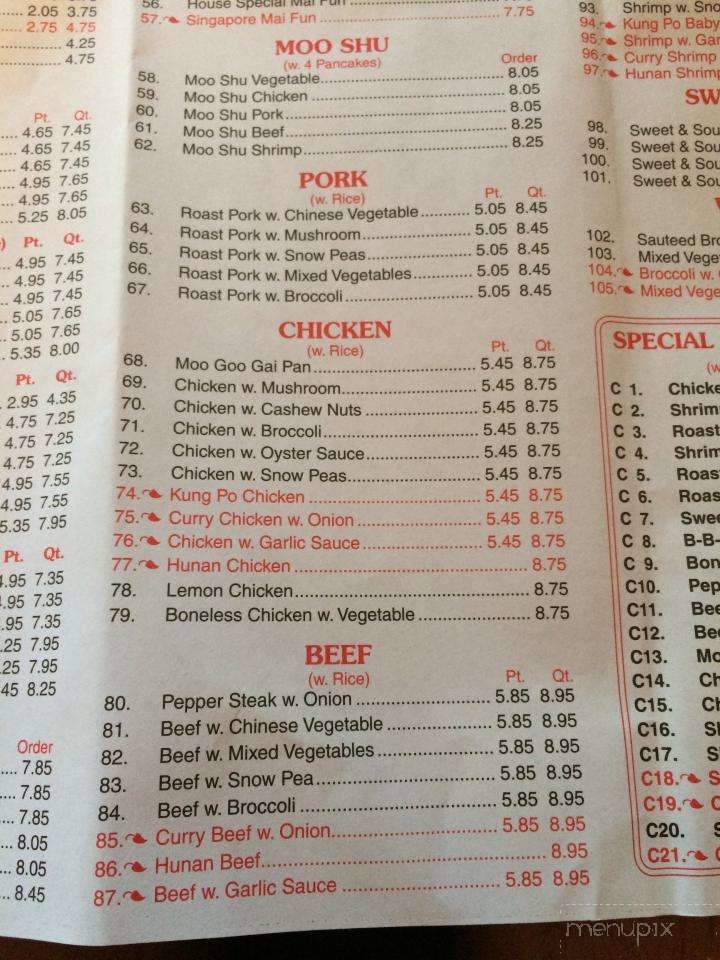 2.05 3.75
2.75 4.75
4.25
4.75
Pt. Qt.
4.65 7.45
4.65 7.45
4.65 7.45
4.95 7.65
4.95 7.65
5.25 8.05
Pt. Qt.
4.95 7.45
4.95 7.45
4.95 7.45
5.05 7.65
5.05 7.65
5.35 8.00
Pt. Qt.
2.95 4.35
4.75 7.25
4.75 7.25
4.75 7.25
4.95 7.55
4.95 7.55
5.35 7.95
Pt. Qt.
4.95 7.35
.95 7.35
.95 7.35
.25 7.95
.25 7.95
45 8.25
Order
7.85
7.85
7.85
8.05
8.05
8.45
56. House Special Mai Fun
57. Singapore Mai Fun 7.75
MOO SHU
(w. 4 Pancakes) Order
58. Moo Shu Vegetable 8.05
59. Moo Shu Chicken 8.05
60. Moo Shu Pork 8.05
61. Moo Shu Beef 8.25
62. Moo Shu Shrimp 8.25
PORK
(w. Rice) Pt. Qt.
63. Roast Pork w. Chinese Vegetable 5.05 8.45
64. Roast Pork w. Mushroom 5.05 8.45
65. Roast Pork w. Snow Peas 5.05 8.45
66. Roast Pork w. Mixed Vegetables 5.05 8.45
67. Roast Pork w. Broccoli 5.05 8.45
CHICKEN
(w. Rice) Pt. Qt.
68. Moo Goo Gai Pan 5.45 8.75
69. Chicken w. Mushroom 5.45 8.75
70. Chicken w. Cashew Nuts 5.45 8.75
71. Chicken w. Broccoli 5.45 8.75
72. Chicken w. Oyster Sauce 5.45 8.75
73. Chicken w. Snow Peas 5.45 8.75
74. Kung Po Chicken 5.45 8.75
75. Curry Chicken w. Onion 5.45 8.75
76. Chicken w. Garlic Sauce 5.45 8.75
77. Hunan Chicken 8.75
78. Lemon Chicken 8.75
79. Boneless Chicken w. Vegetable 8.75
BEEF
(w. Rice) Pt. Qt.
80. Pepper Steak w. Onion 5.85 8.95
81. Beef w. Chinese Vegetable 5.85 8.95
82. Beef w. Mixed Vegetables 5.85 8.95
83. Beef w. Snow Pea 5.85 8.95
84. Beef w. Broccoli 5.85 8.95
85. Curry Beef w. Onion 5.85 8.95
86. Hunan Beef 8.95
87. Beef w. Garlic Sauce 5.85 8.95
93. Shrimp w. Sno
94. Kung Po Baby
95. Shrimp w. Gar
96. Curry Shrimp
97. Hunan Shrim
SW
98. Sweet & Sou
99. Sweet & Sou
100. Sweet & Sou
101. Sweet & Sou
102. Sauteed Bro
103. Mixed Veget
104. Broccoli w.
105. Mixed Vege
SPECIAL
(w
C 1. Chicke
C 2. Shrim
C 3. Roast
C 4. Shrim
C 5. Roast
C 6. Roas
C 7. Swee
C 8. B-B-
C 9. Bon
C10. Pep
C11. Bee
C12. Bee
C13. Mo
C14. Ch
C15. Ch
C16. Sh
C17. S
C18. S
C19. C
C20. S
C21.
menupix